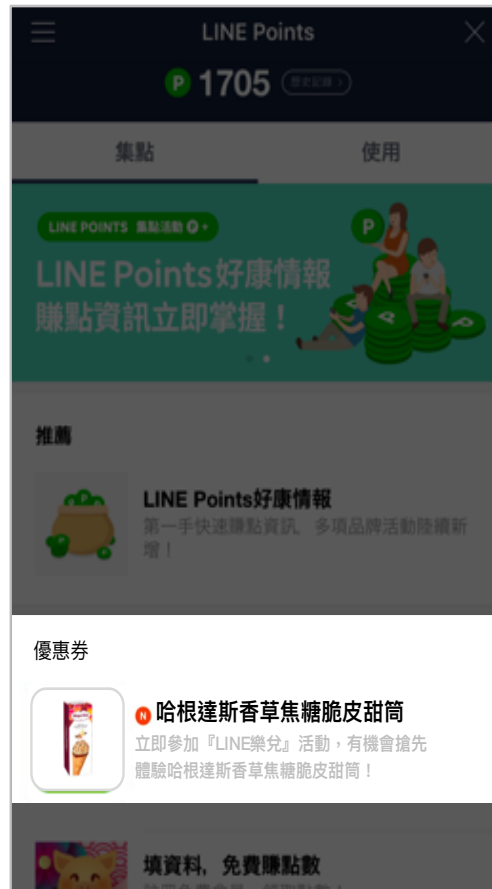 LINE Points
P 1705 歷史記錄 >
集點
使用
LINE POINTS 集點活動 P+
LINE Points好康情報
賺點資訊立即掌握！
推薦
LINE Points好康情報
第一手快速賺點資訊，多項品牌活動陸續新
增！
優惠券
N 哈根達斯香草焦糖脆皮甜筒
立即參加『LINE樂兌』活動，有機會搶先
體驗哈根達斯香草焦糖脆皮甜筒！
填資料，免費賺點數